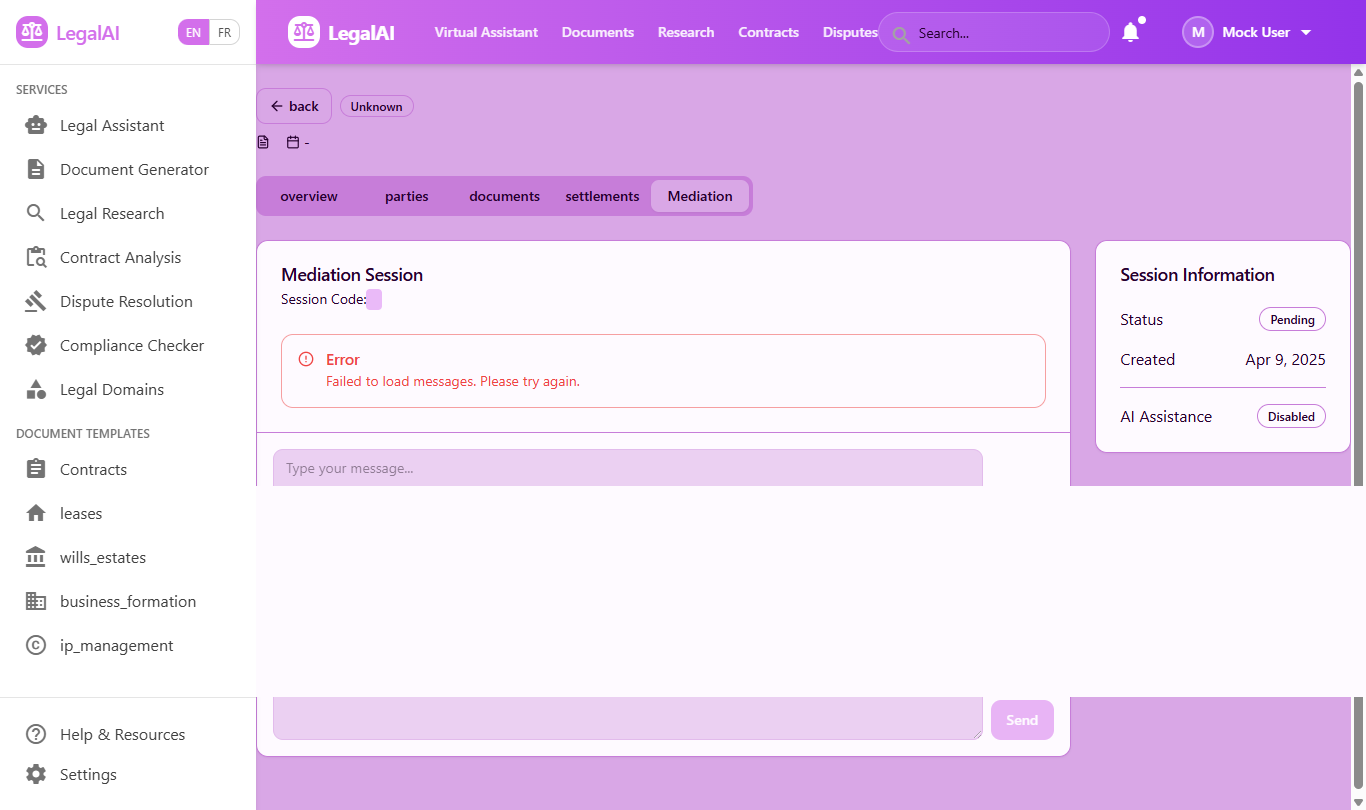 LegalAI
EN FR
LegalAI
Virtual Assistant Documents Research Contracts Disputes
Search...
M Mock User
SERVICES
Legal Assistant
Document Generator
Legal Research
Contract Analysis
Dispute Resolution
Compliance Checker
Legal Domains
DOCUMENT TEMPLATES
Contracts
leases
wills_estates
business_formation
© ip_management
Help & Resources
Settings
back
Unknown
-
overview parties documents settlements Mediation
Mediation Session
Session Code:
Error
Failed to load messages. Please try again.
Type your message...
Send
Session Information
Status Pending
Created Apr 9, 2025
AI Assistance Disabled